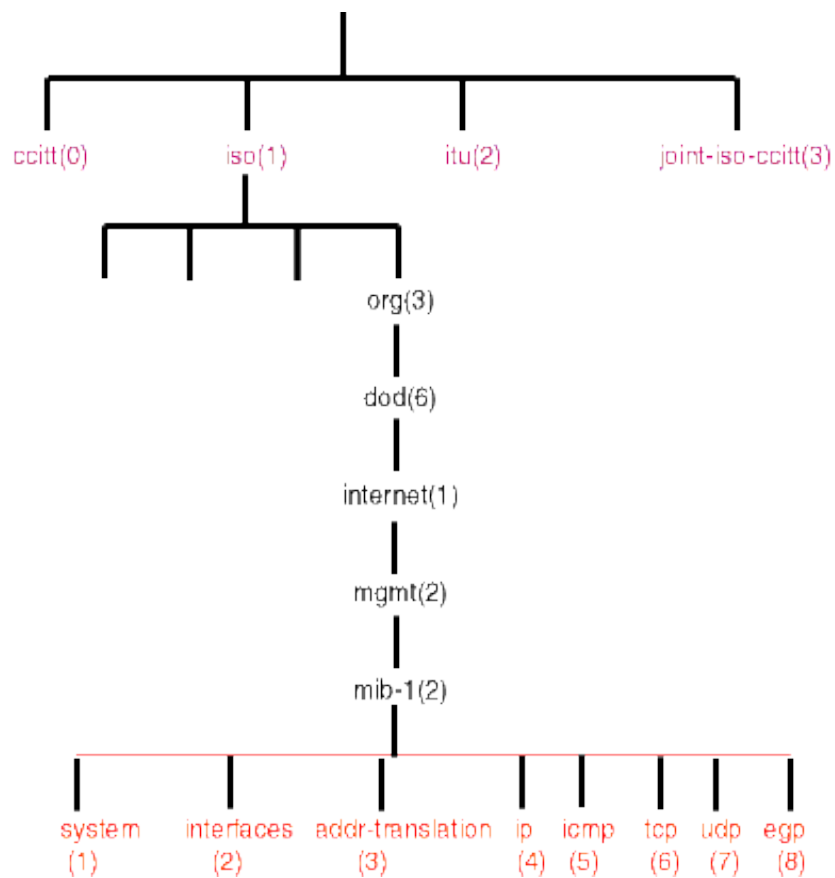 ccitt(0) iso(1) itu(2) joint-iso-ccitt(3)
org(3)
dod(6)
internet(1)
mgmt(2)
mib-1(2)
system interfaces addr-translation ip icmp tcp udp egp
(1) (2) (3) (4) (5) (6) (7) (8)